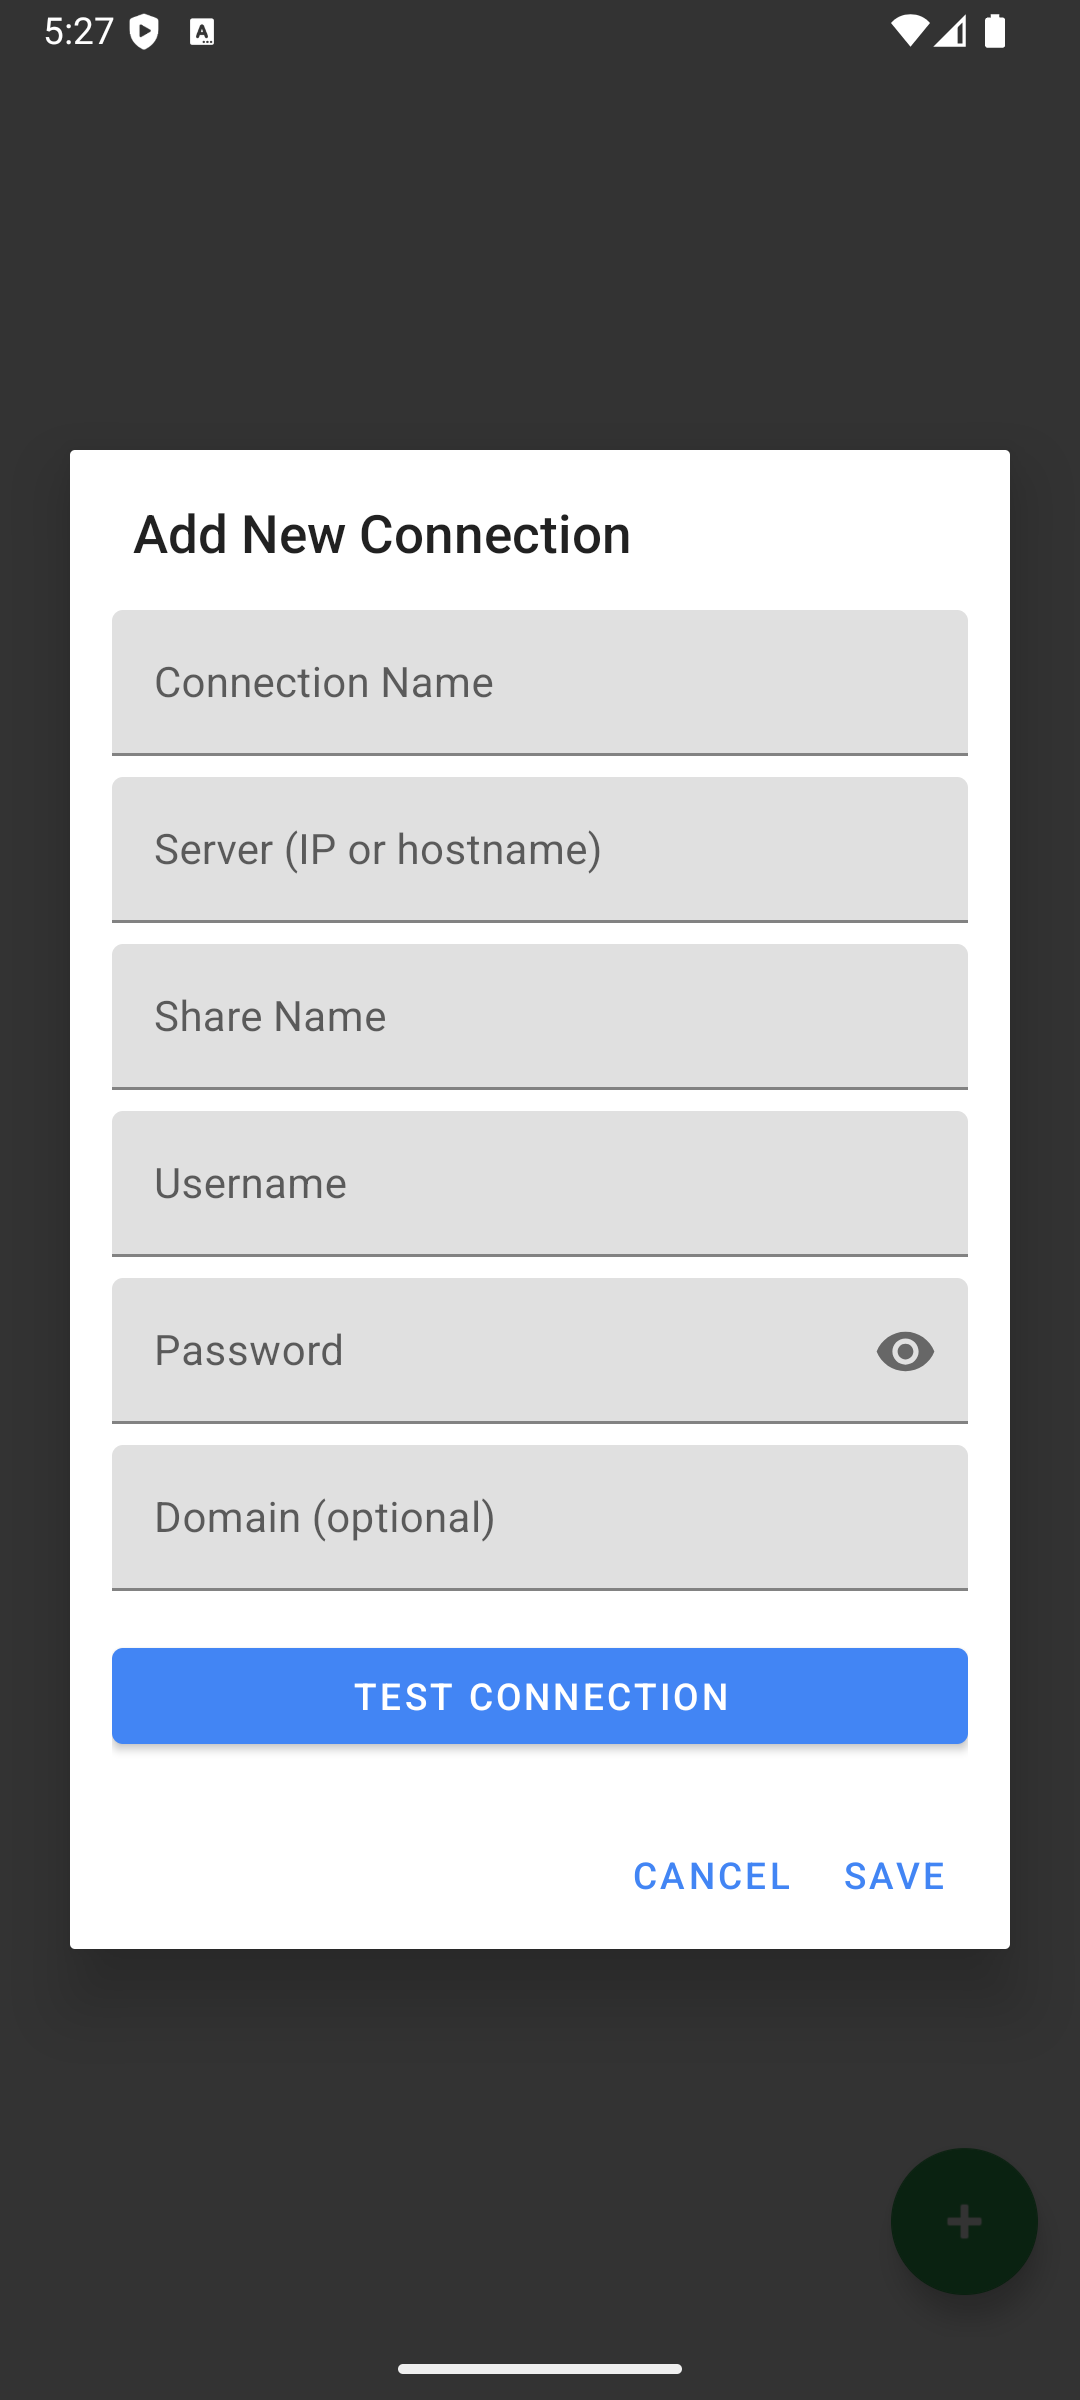 5:27
Add New Connection
Connection Name
Server (IP or hostname)
Share Name
Username
Password
Domain (optional)
TEST CONNECTION
CANCEL SAVE